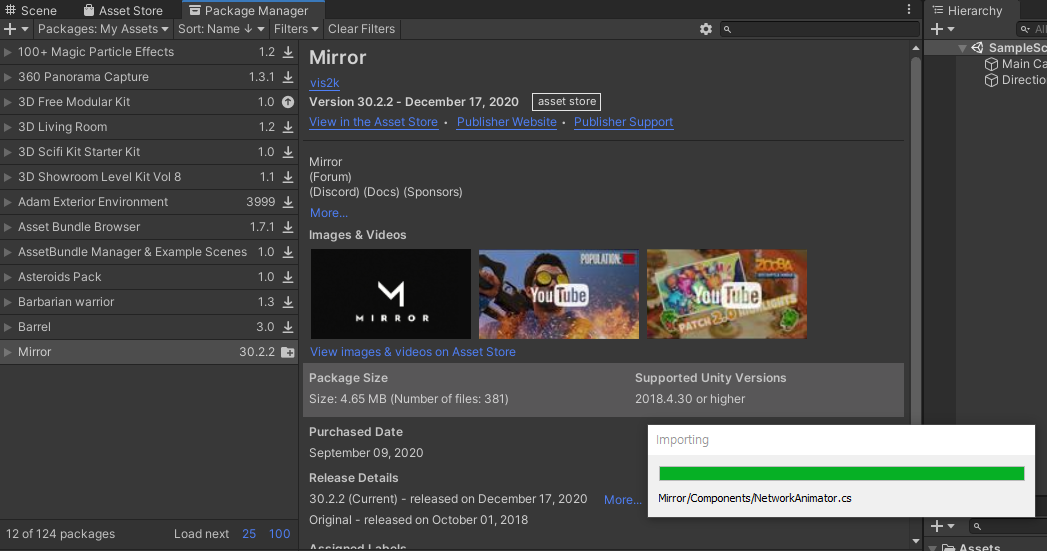 Scene
Asset Store
Package Manager
Hierarchy
Packages: My Assets
Sort: Name ↓
Filters
Clear Filters
All
100+ Magic Particle Effects 1.2
360 Panorama Capture 1.3.1
3D Free Modular Kit 1.0
3D Living Room 1.2
3D Scifi Kit Starter Kit 1.0
3D Showroom Level Kit Vol 8 1.1
Adam Exterior Environment 3999
Asset Bundle Browser 1.7.1
AssetBundle Manager & Example Scenes 1.0
Asteroids Pack 1.0
Barbarian warrior 1.3
Barrel 3.0
Mirror 30.2.2
12 of 124 packages Load next 25 100
Mirror
vis2k
Version 30.2.2 - December 17, 2020 asset store
View in the Asset Store • Publisher Website • Publisher Support
Mirror
(Forum)
(Discord) (Docs) (Sponsors)
More...
Images & Videos
MIRROR
POPULATION:
YouTube
ZOOBA
YouTube
PATCH 2.0 HIGHLIGHTS
View images & videos on Asset Store
Package Size
Size: 4.65 MB (Number of files: 381)
Supported Unity Versions
2018.4.30 or higher
Purchased Date
September 09, 2020
Release Details
30.2.2 (Current) - released on December 17, 2020 More...
Original - released on October 01, 2018
Assigned Labels
Importing
Mirror/Components/NetworkAnimator.cs
SampleSc
Main Ca
Direction
Assets